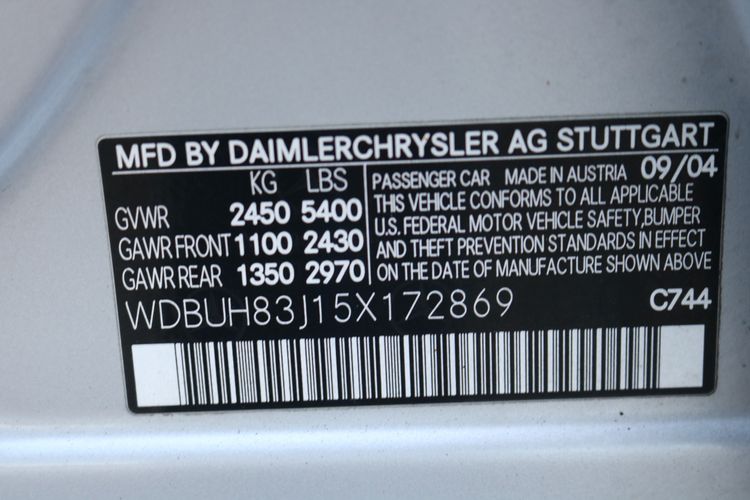 MFD BY DAIMLERCHRYSLER AG STUTTGART
KG LBS
GVWR 2450 5400
GAWR FRONT 1100 2430
GAWR REAR 1350 2970
PASSENGER CAR MADE IN AUSTRIA 09/04
THIS VEHICLE CONFORMS TO ALL APPLICABLE
U.S. FEDERAL MOTOR VEHICLE SAFETY, BUMPER
AND THEFT PREVENTION STANDARDS IN EFFECT
ON THE DATE OF MANUFACTURE SHOWN ABOVE
WDBUH83J15X172869 C744